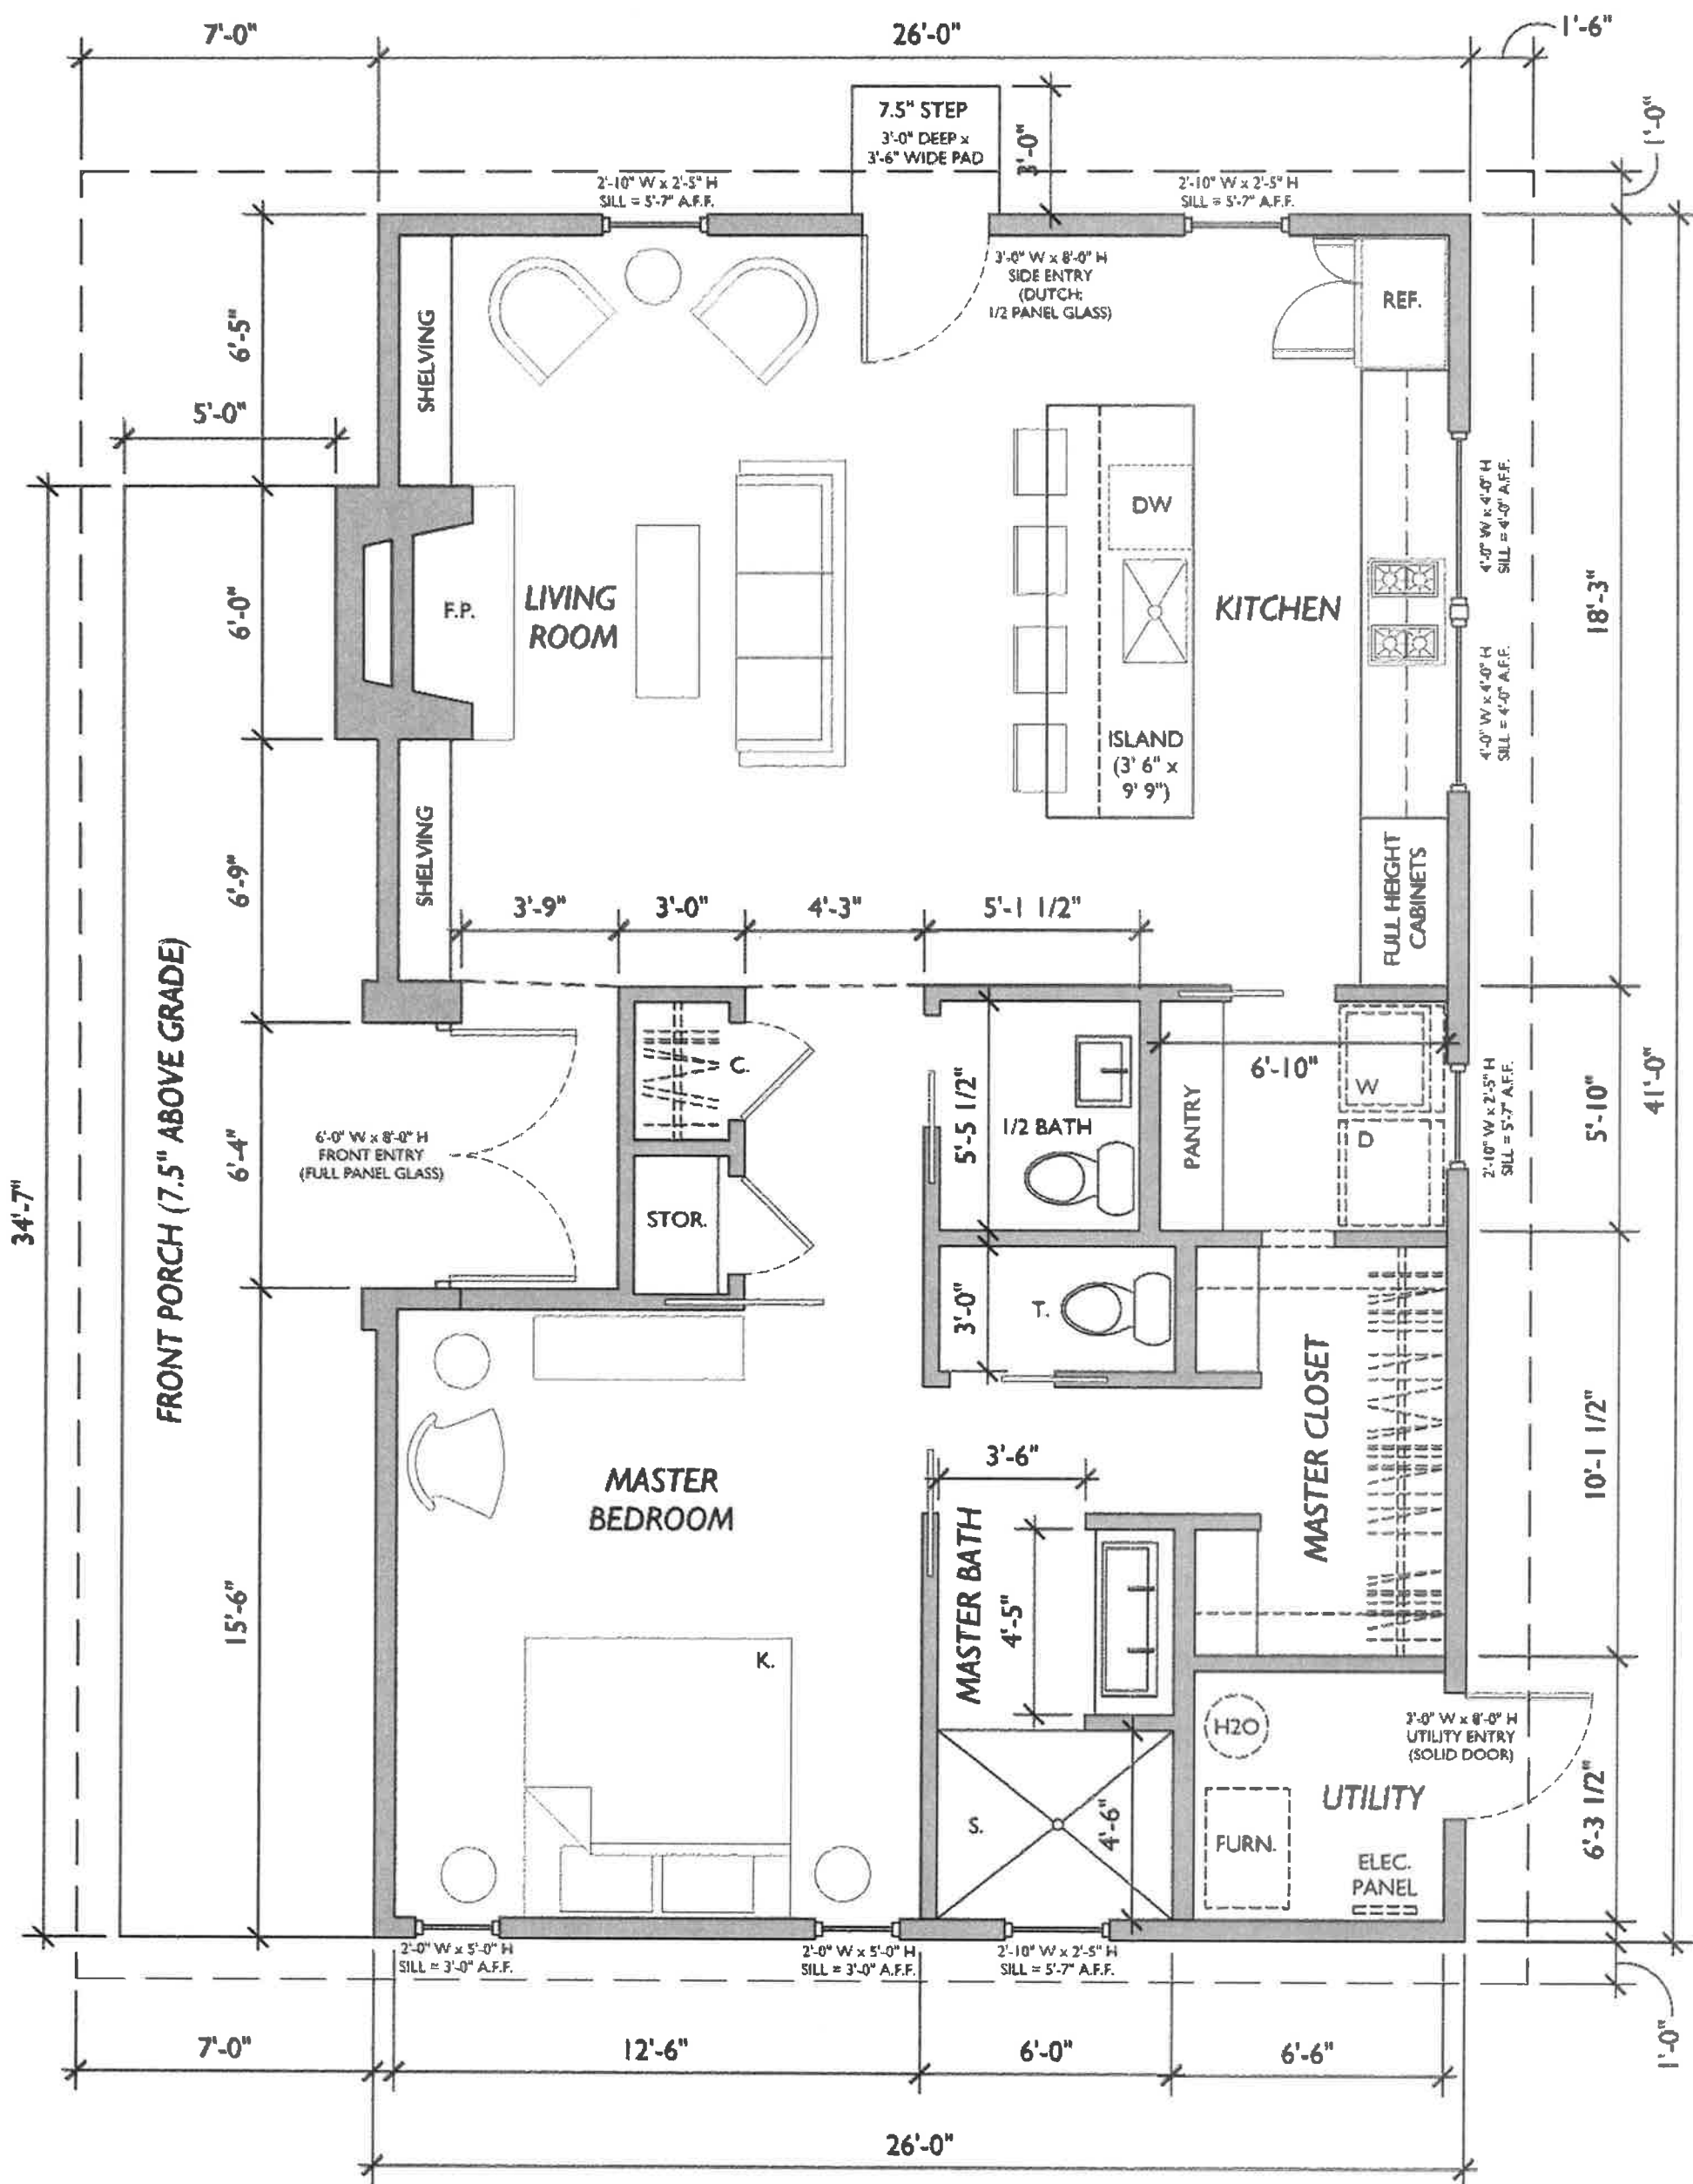 7'-0"
26'-0"
1'-6"
7.5" STEP
3'-0" DEEP x
3'-6" WIDE PAD
3'-0"
1'-0"
2'-10" W x 2'-5" H
SILL = 5'-7" A.F.F.
2'-10" W x 2'-5" H
SILL = 5'-7" A.F.F.
3'-0" W x 8'-0" H
SIDE ENTRY
(DUTCH;
1/2 PANEL GLASS)
REF.
SHELVING
6'-5"
5'-0"
DW
4'-0" W x 4'-0" H
SILL = 4'-0" A.F.F.
F.P.
LIVING
ROOM
KITCHEN
6'-0"
18'-3"
4'-0" W x 4'-0" H
SILL = 4'-0" A.F.F.
ISLAND
(3' 6" x
9' 9")
SHELVING
6'-9"
FULL HEIGHT
CABINETS
3'-9"
3'-0"
4'-3"
5'-1 1/2"
FRONT PORCH (7.5" ABOVE GRADE)
34'-7"
C.
6'-10"
W
D
PANTRY
5'-5 1/2"
1/2 BATH
2'-10" W x 2'-5" H
SILL = 5'-7" A.F.F.
5'-10"
41'-0"
6'-4"
6'-0" W x 8'-0" H
FRONT ENTRY
(FULL PANEL GLASS)
STOR.
3'-0"
T.
MASTER CLOSET
10'-1 1/2"
MASTER
BEDROOM
3'-6"
MASTER BATH
4'-5"
15'-6"
K.
H2O
3'-0" W x 8'-0" H
UTILITY ENTRY
(SOLID DOOR)
UTILITY
6'-3 1/2"
S.
4'-6"
FURN.
ELEC.
PANEL
2'-0" W x 5'-0" H
SILL = 3'-0" A.F.F.
2'-0" W x 5'-0" H
SILL = 3'-0" A.F.F.
2'-10" W x 2'-5" H
SILL = 5'-7" A.F.F.
1'-0"
7'-0"
12'-6"
6'-0"
6'-6"
26'-0"